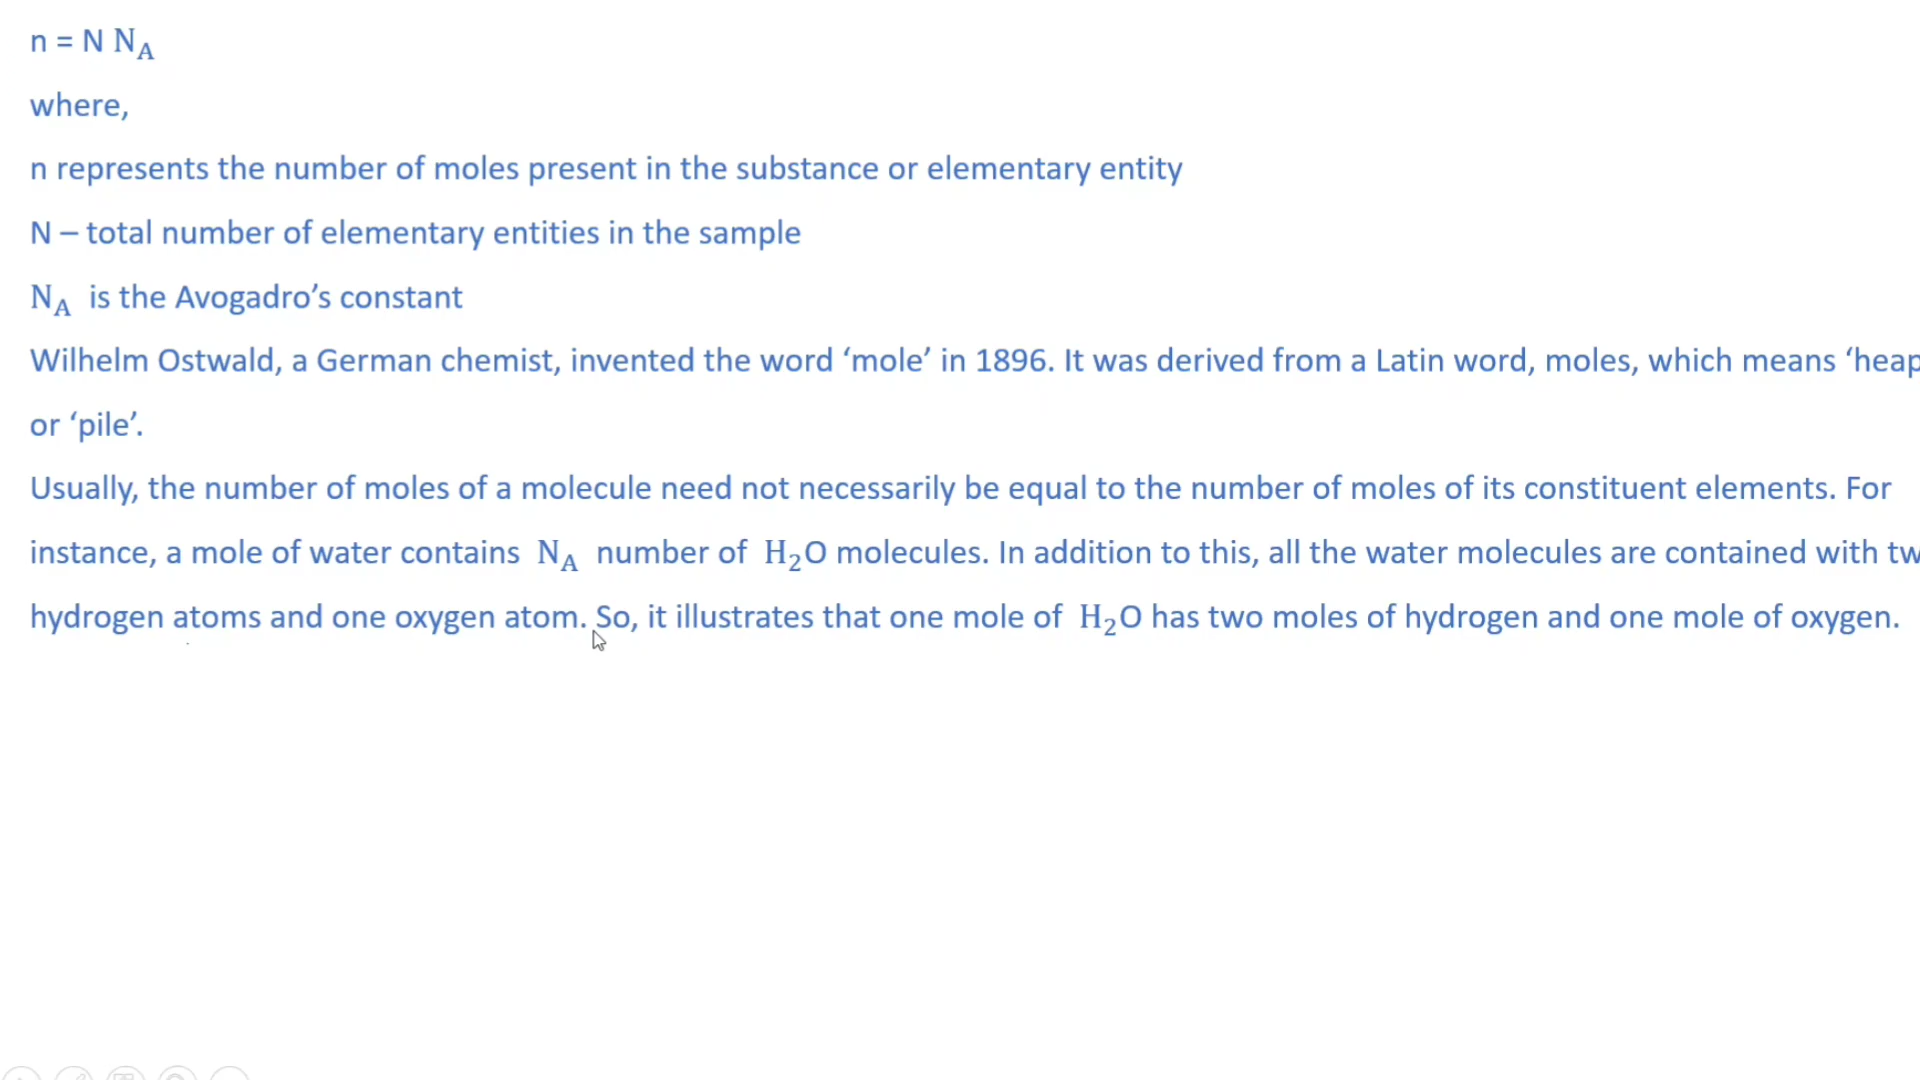 n = N N_A
where,
n represents the number of moles present in the substance or elementary entity
N – total number of elementary entities in the sample
N_A is the Avogadro’s constant
Wilhelm Ostwald, a German chemist, invented the word ‘mole’ in 1896. It was derived from a Latin word, moles, which means ‘heap
or ‘pile’.
Usually, the number of moles of a molecule need not necessarily be equal to the number of moles of its constituent elements. For
instance, a mole of water contains N_A number of H₂O molecules. In addition to this, all the water molecules are contained with tw
hydrogen atoms and one oxygen atom. So, it illustrates that one mole of H₂O has two moles of hydrogen and one mole of oxygen.